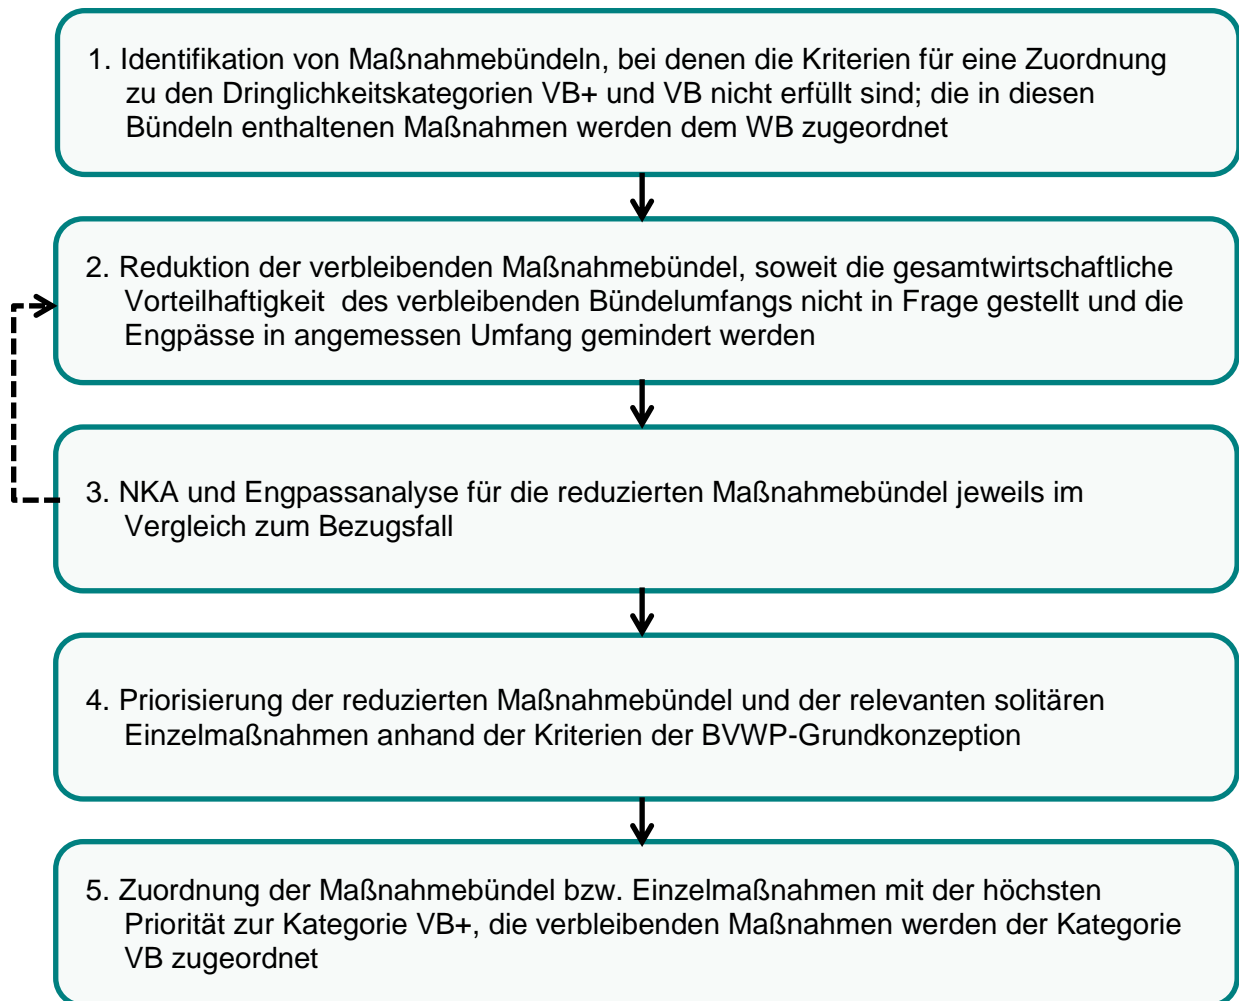 1. Identifikation von Maßnahmebündeln, bei denen die Kriterien für eine Zuordnung
zu den Dringlichkeitskategorien VB+ und VB nicht erfüllt sind; die in diesen
Bündeln enthaltenen Maßnahmen werden dem WB zugeordnet
2. Reduktion der verbleibenden Maßnahmebündel, soweit die gesamtwirtschaftliche
Vorteilhaftigkeit des verbleibenden Bündelumfangs nicht in Frage gestellt und die
Engpässe in angemessen Umfang gemindert werden
3. NKA und Engpassanalyse für die reduzierten Maßnahmebündel jeweils im
Vergleich zum Bezugsfall
4. Priorisierung der reduzierten Maßnahmebündel und der relevanten solitären
Einzelmaßnahmen anhand der Kriterien der BVWP-Grundkonzeption
5. Zuordnung der Maßnahmebündel bzw. Einzelmaßnahmen mit der höchsten
Priorität zur Kategorie VB+, die verbleibenden Maßnahmen werden der Kategorie
VB zugeordnet